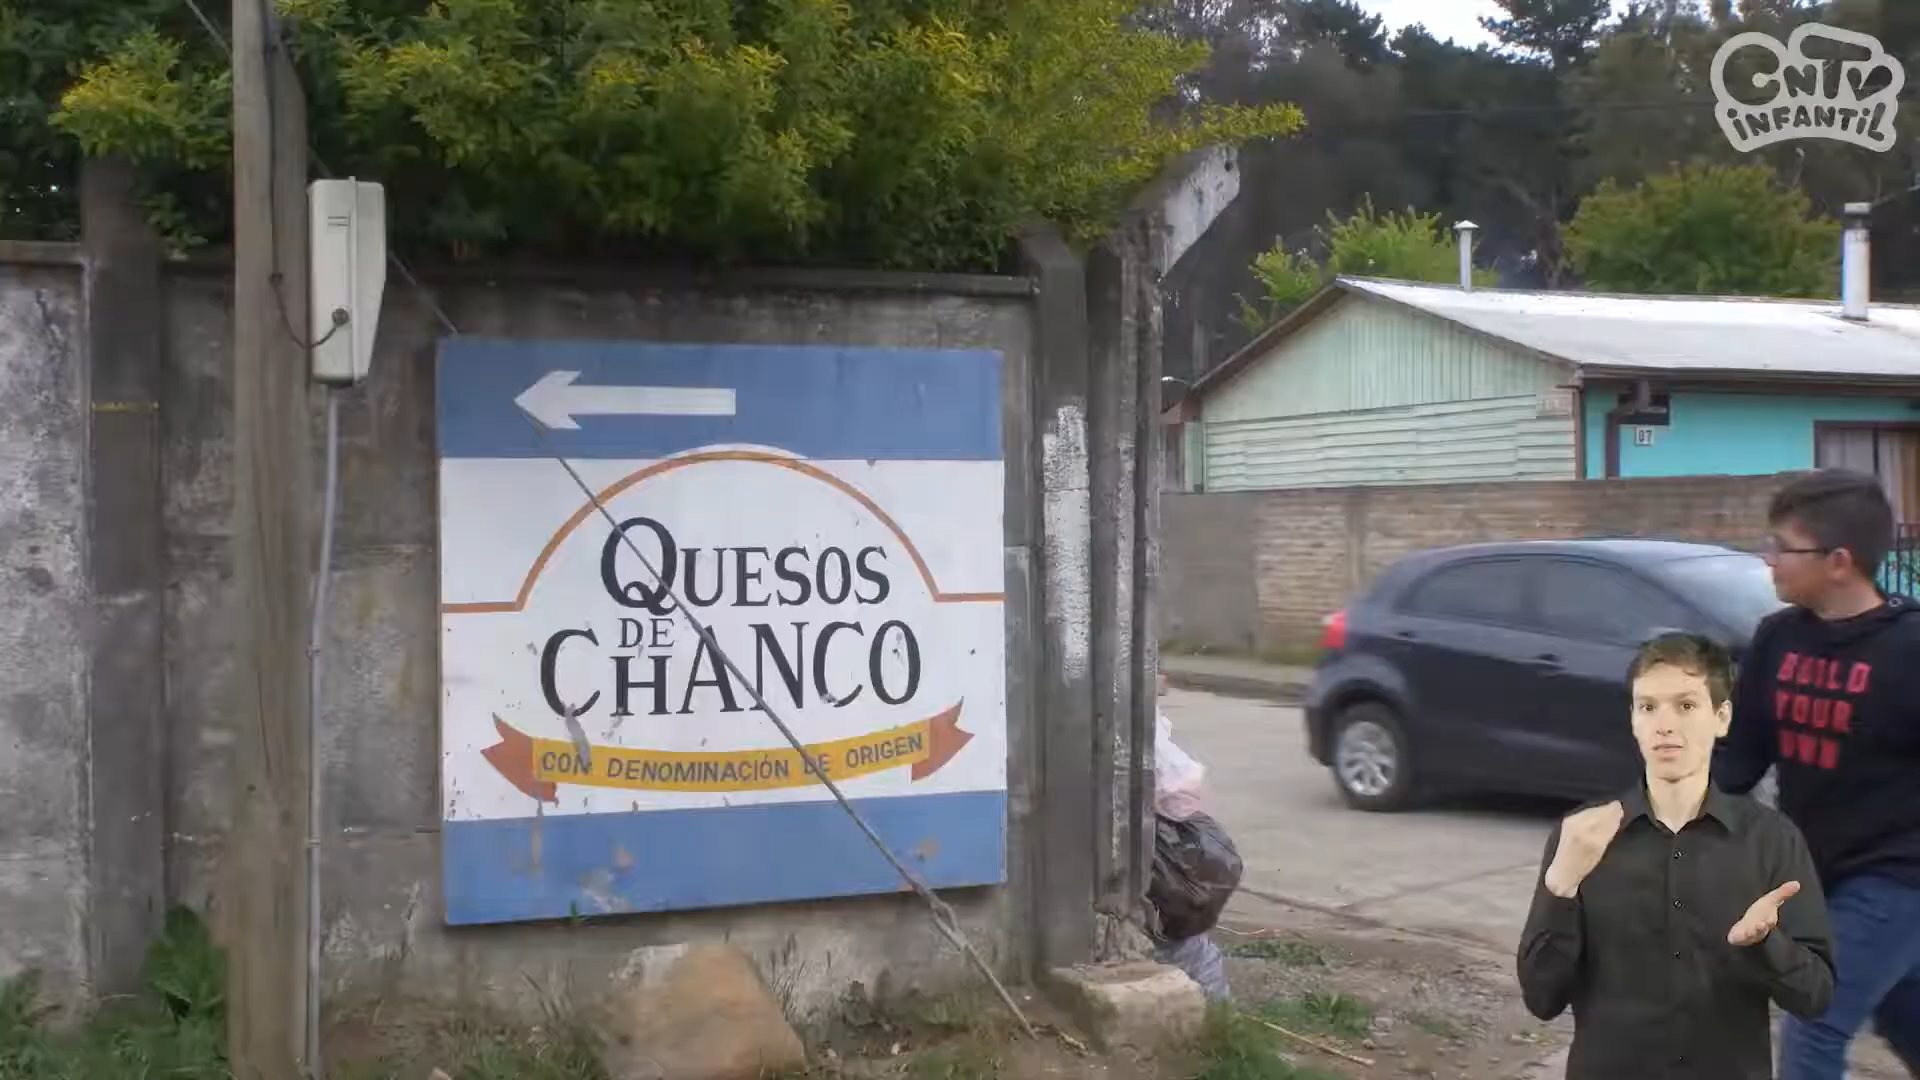 CNTV
INFANTIL
QUESOS
DE
CHANCO
CON DENOMINACIÓN DE ORIGEN
07
BUILD
YOUR
OWN